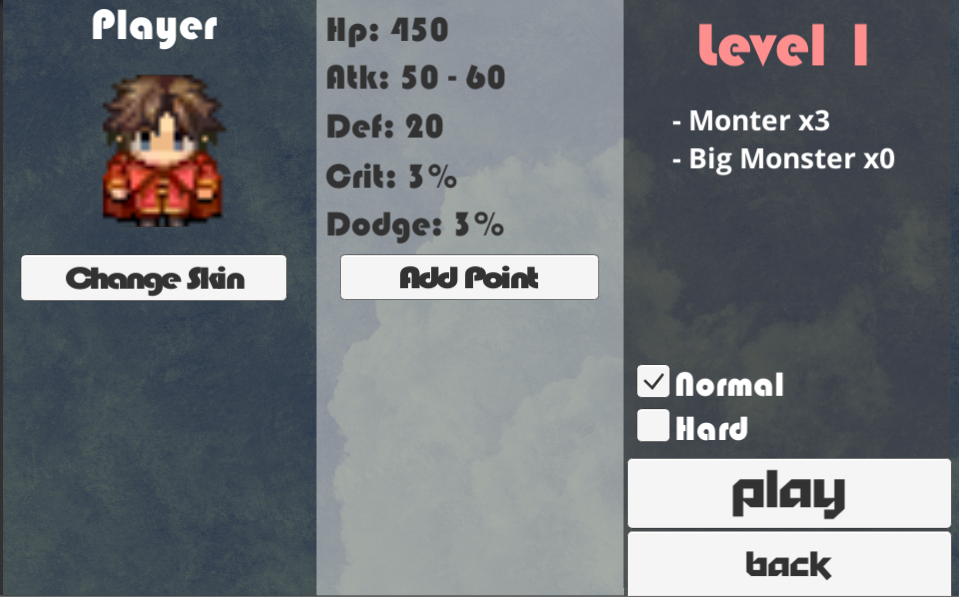 Player
Change Skin
Hp: 450
Atk: 50 - 60
Def: 20
Crit: 3%
Dodge: 3%
Add Point
Level 1
- Monter x3
- Big Monster x0
Normal
Hard
play
back